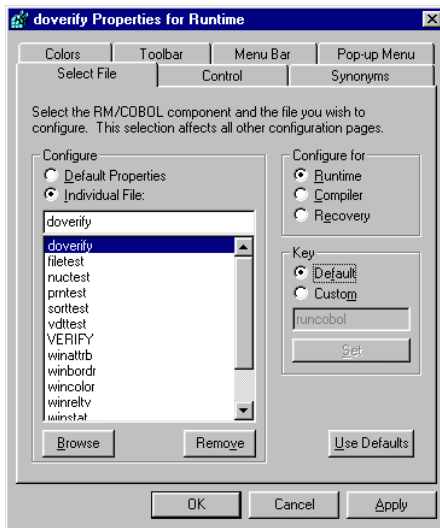 doverify Properties for Runtime
Colors
Toolbar
Menu Bar
Pop-up Menu
Select File
Control
Synonyms
Select the RM/COBOL component and the file you wish to
configure. This selection affects all other configuration pages.
Configure
Default Properties
Individual File:
doverify
doverify
filetest
nuctest
prntest
sorttest
vdttest
VERIFY
winattrb
winbordr
wincolor
winreltv
winstat
Browse
Remove
Configure for
Runtime
Compiler
Recovery
Key
Default
Custom
runcobol
Set
Use Defaults
OK
Cancel
Apply